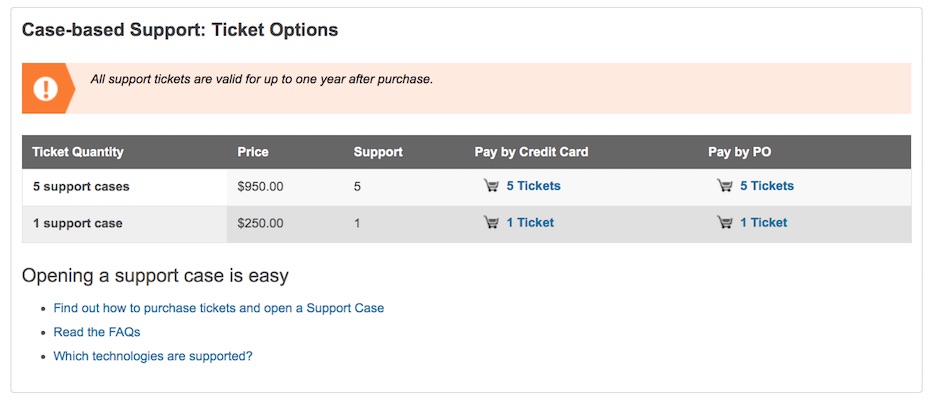 Case-based Support: Ticket Options
All support tickets are valid for up to one year after purchase.
Ticket Quantity Price Support Pay by Credit Card Pay by PO
5 support cases $950.00 5 5 Tickets 5 Tickets
1 support case $250.00 1 1 Ticket 1 Ticket
Opening a support case is easy
• Find out how to purchase tickets and open a Support Case
• Read the FAQs
• Which technologies are supported?